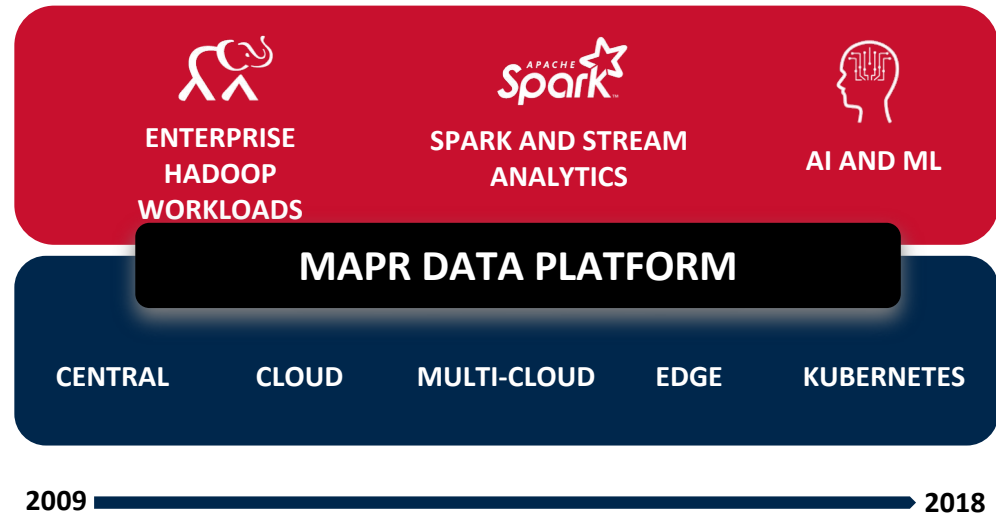 APACHE
Spark™
ENTERPRISE
HADOOP
WORKLOADS
SPARK AND STREAM
ANALYTICS
AI AND ML
MAPR DATA PLATFORM
CENTRAL
CLOUD
MULTI-CLOUD
EDGE
KUBERNETES
2009
2018